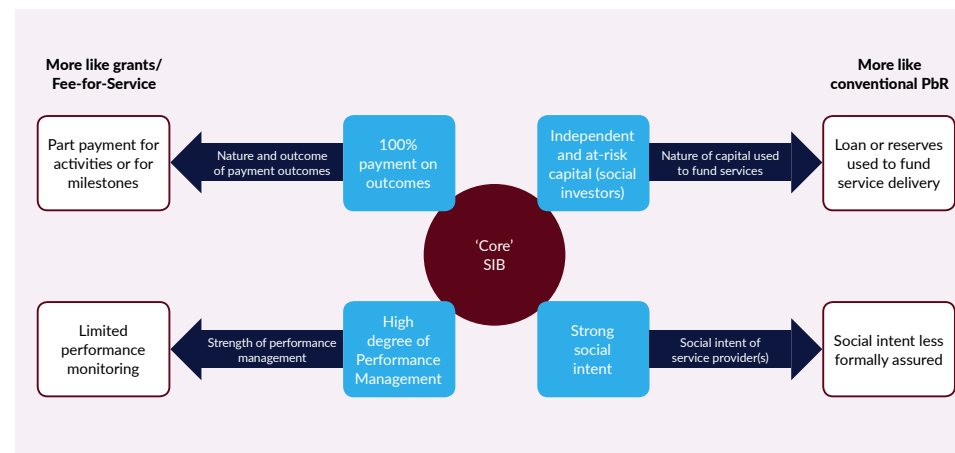 More like grants/
Fee-for-Service
More like
conventional PbR
Part payment for
activities or for
milestones
Nature and outcome
of payment outcomes
100%
payment on
outcomes
Independent
and at-risk
capital (social
investors)
Nature of capital used
to fund services
Loan or reserves
used to fund
service delivery
‘Core’
SIB
Limited
performance
monitoring
Strength of performance
management
High
degree of
Performance
Management
Strong
social
intent
Social intent of
service provider(s)
Social intent less
formally assured